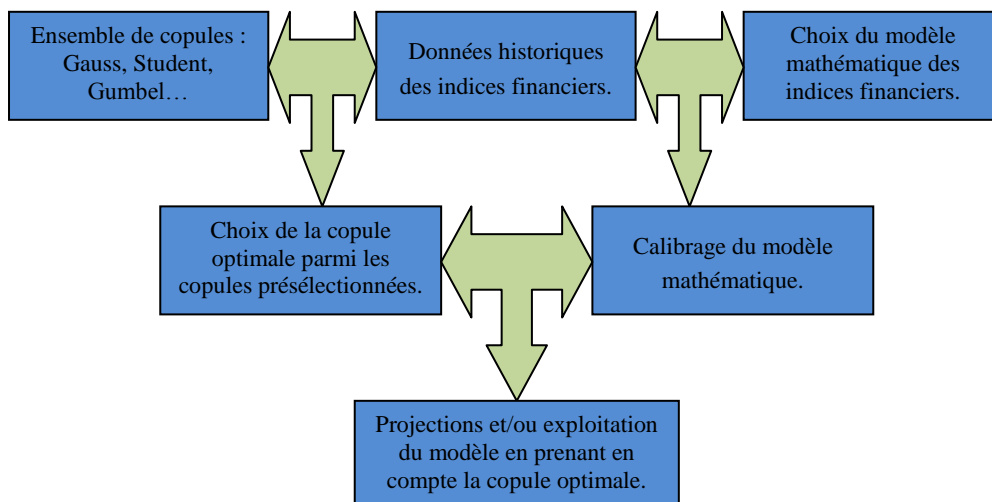 Ensemble de copules :
Gauss, Student,
Gumbel…
Données historiques
des indices financiers.
Choix du modèle
mathématique des
indices financiers.
Choix de la copule
optimale parmi les
copules présélectionnées.
Calibrage du modèle
mathématique.
Projections et/ou exploitation
du modèle en prenant en
compte la copule optimale.